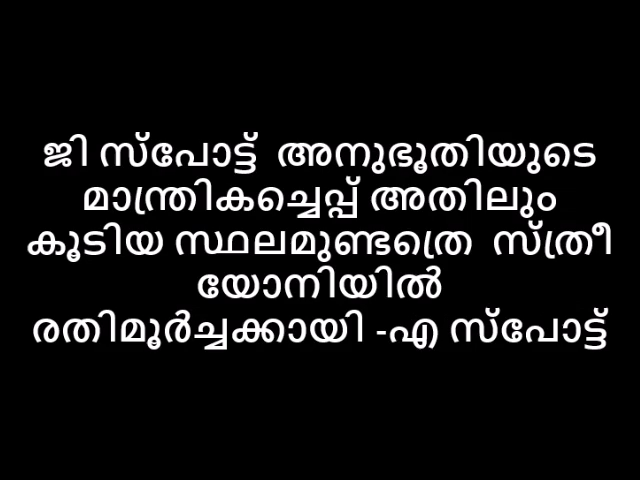 ജി സ്പോട്ട്  അനുഭൂതിയുടെ
മാന്ത്രികച്ചെപ്പ് അതിലും
കൂടിയ സ്ഥലമുണ്ടത്രെ  സ്ത്രീ
യോനിയിൽ
രതിമൂർച്ചക്കായി -എ സ്പോട്ട്